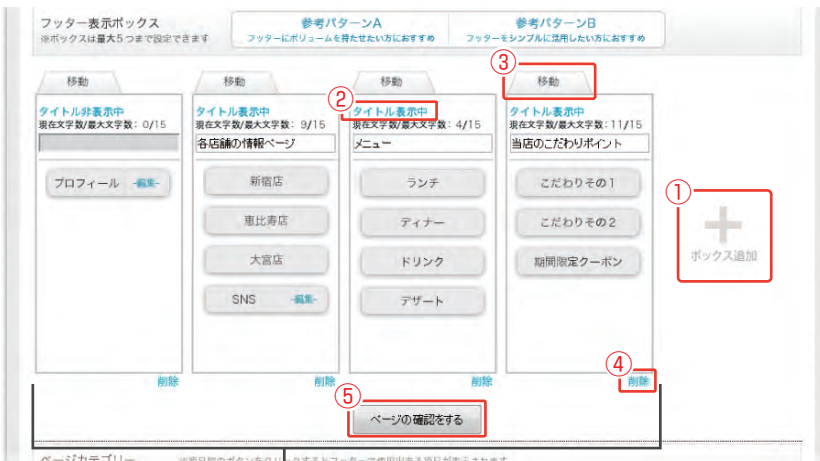 フッター表示ボックス
※ボックスは最大5つまで設定できます
参考パターンA
フッターにボリュームを持たせたい方におすすめ
参考パターンB
フッターをシンプルに活用したい方におすすめ
移動
タイトル非表示中
現在文字数/最大文字数: 0/15
プロフィール -編集-
削除
移動
タイトル表示中
現在文字数/最大文字数: 9/15
各店舗の情報ページ
新宿店
恵比寿店
大宮店
SNS -編集-
削除
移動
②
タイトル表示中
現在文字数/最大文字数: 4/15
メニュー
ランチ
ディナー
ドリンク
デザート
削除
③
移動
タイトル表示中
現在文字数/最大文字数: 11/15
当店のこだわりポイント
こだわりその1
こだわりその2
期間限定クーポン
④
削除
①
ボックス追加
⑤
ページの確認をする
ページカテゴリー